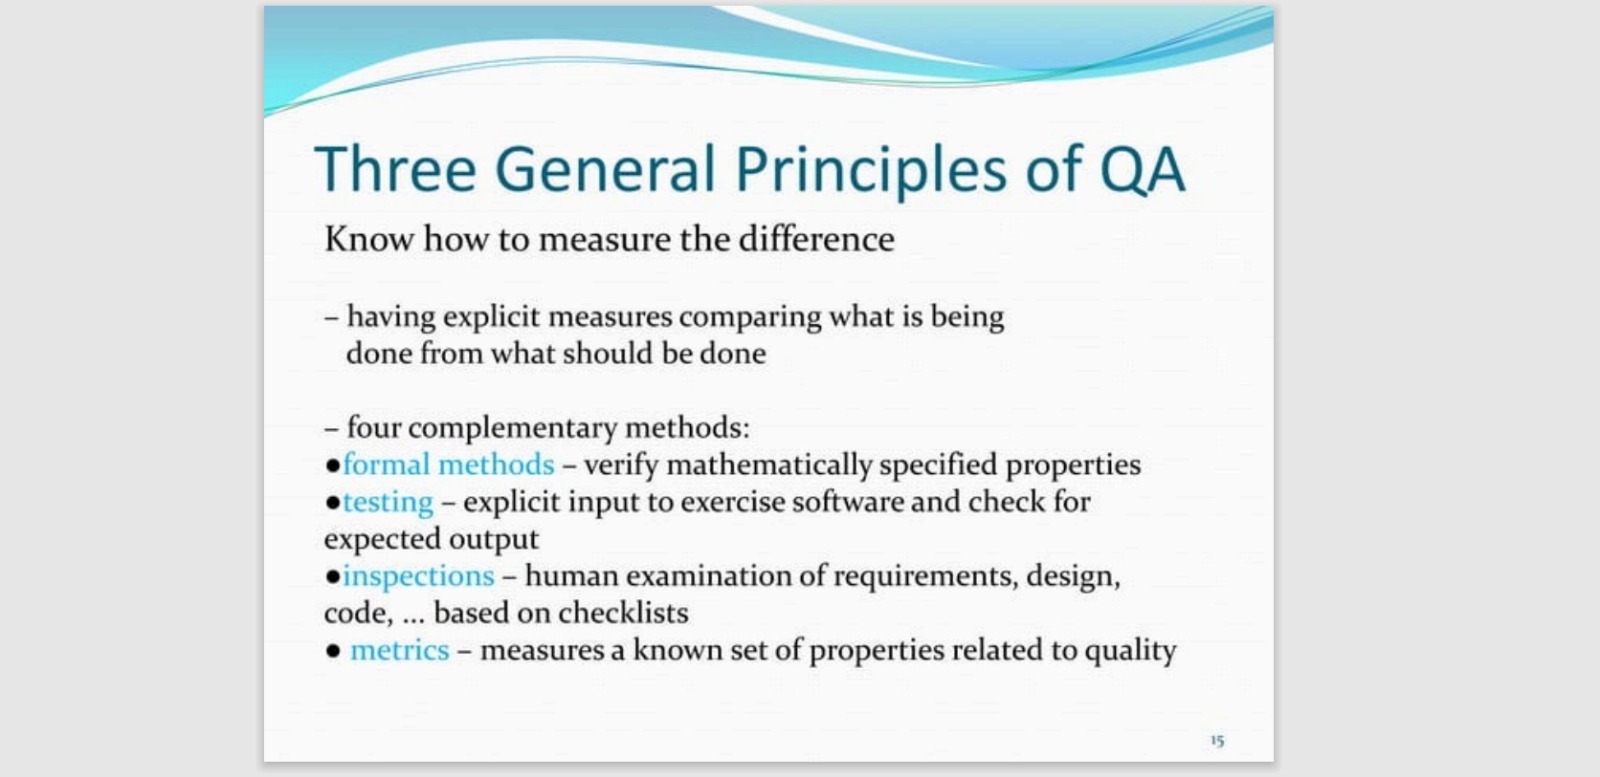 Three General Principles of QA
Know how to measure the difference
– having explicit measures comparing what is being
done from what should be done
– four complementary methods:
●formal methods – verify mathematically specified properties
●testing – explicit input to exercise software and check for
expected output
●inspections – human examination of requirements, design,
code, ... based on checklists
● metrics – measures a known set of properties related to quality
15